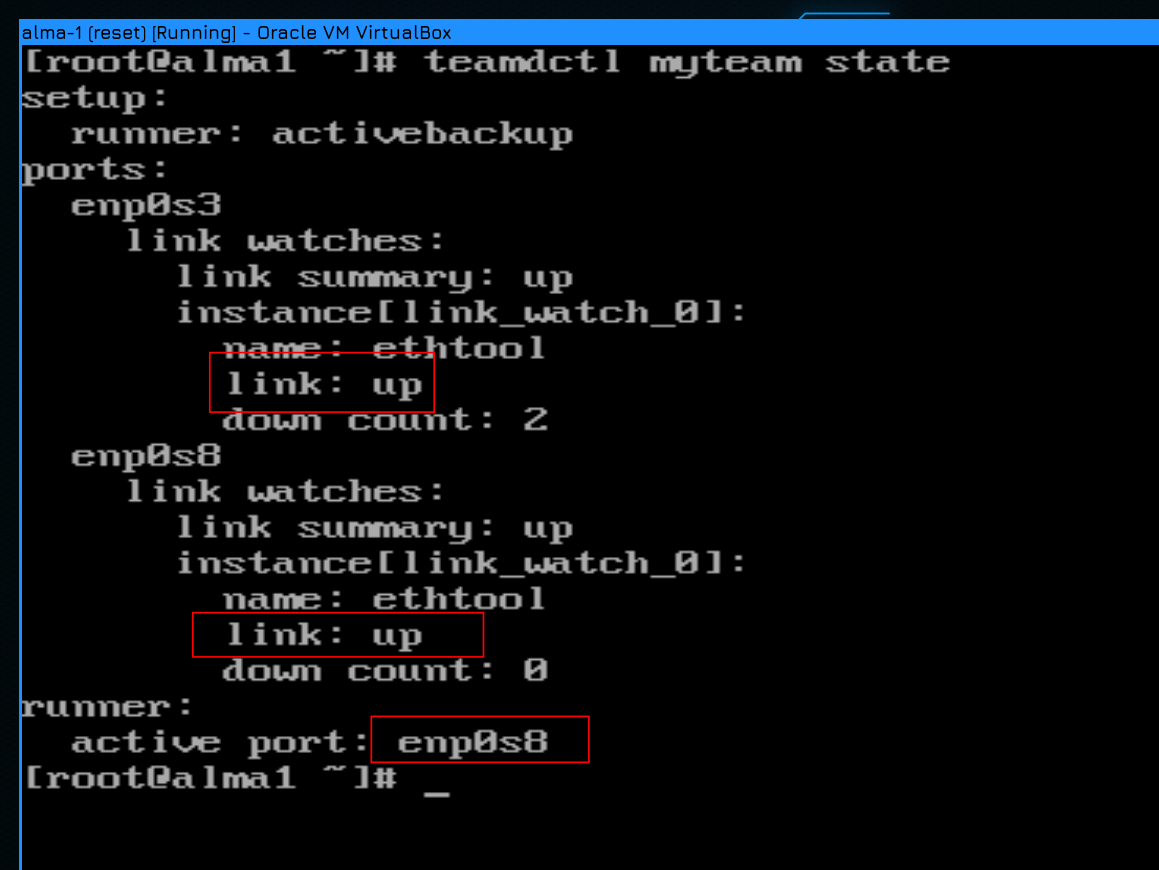 alma-1 (reset) [Running] - Oracle VM VirtualBox
[root@alma1 ~]# teamdctl myteam state
setup:
  runner: activebackup
ports:
  enp0s3
    link watches:
      link summary: up
      instance[link_watch_0]:
        name: ethtool
        link: up
        down count: 2
  enp0s8
    link watches:
      link summary: up
      instance[link_watch_0]:
        name: ethtool
        link: up
        down count: 0
runner:
  active port: enp0s8
[root@alma1 ~]# _